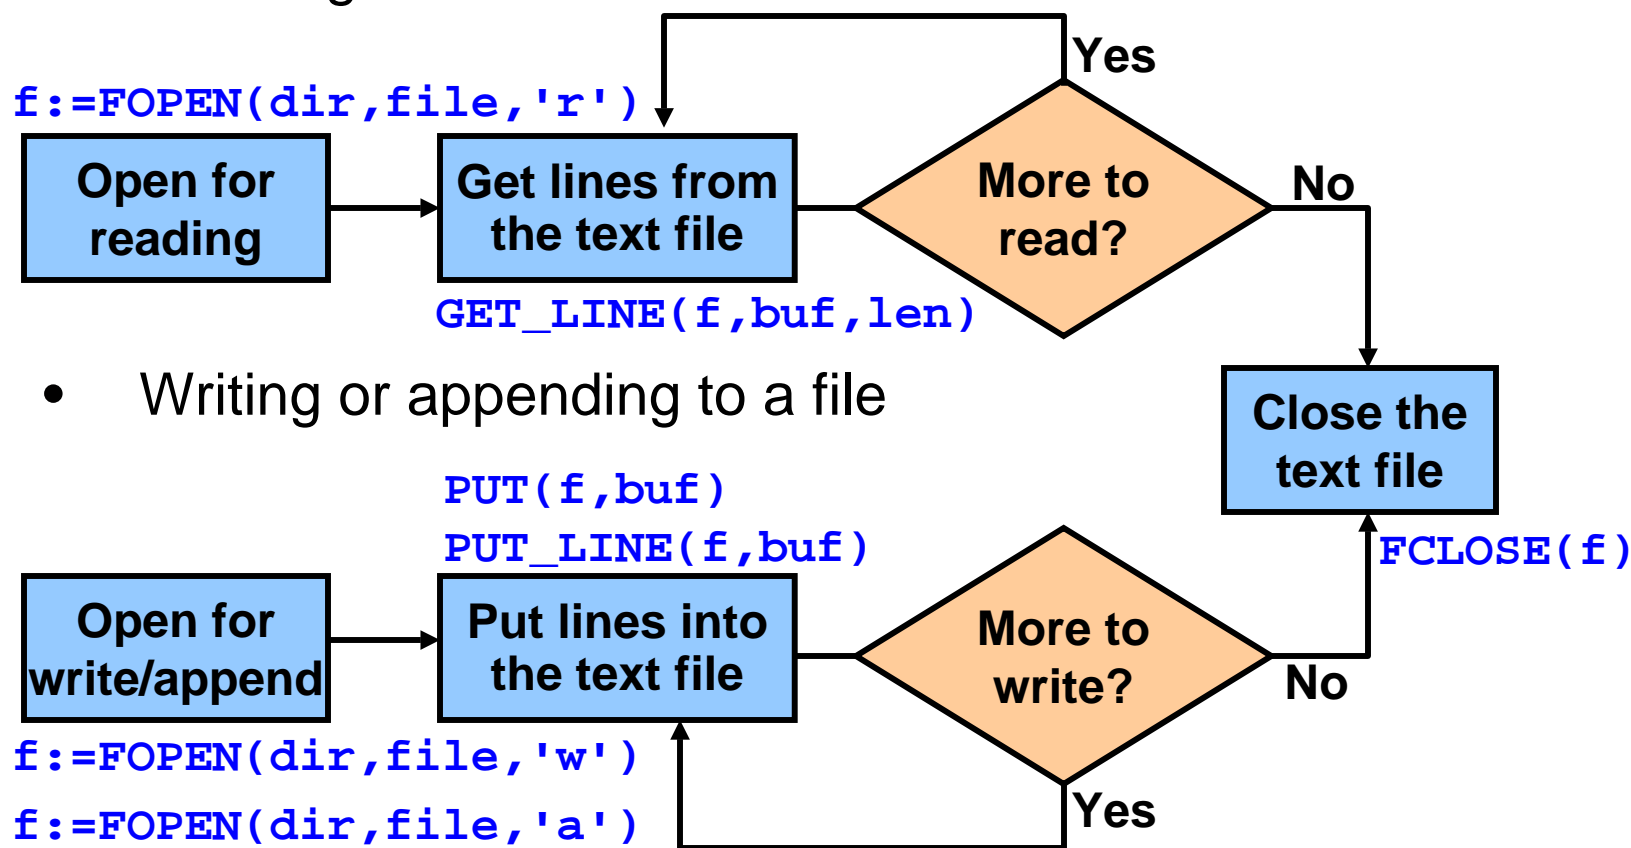 Yes
f:=FOPEN(dir,file,'r')
Open for
reading
Get lines from
the text file
More to
read?
No
GET_LINE(f,buf,len)
• Writing or appending to a file
Close the
text file
PUT(f,buf)
PUT_LINE(f,buf)
FCLOSE(f)
Open for
write/append
Put lines into
the text file
More to
write?
No
f:=FOPEN(dir,file,'w')
f:=FOPEN(dir,file,'a')
Yes